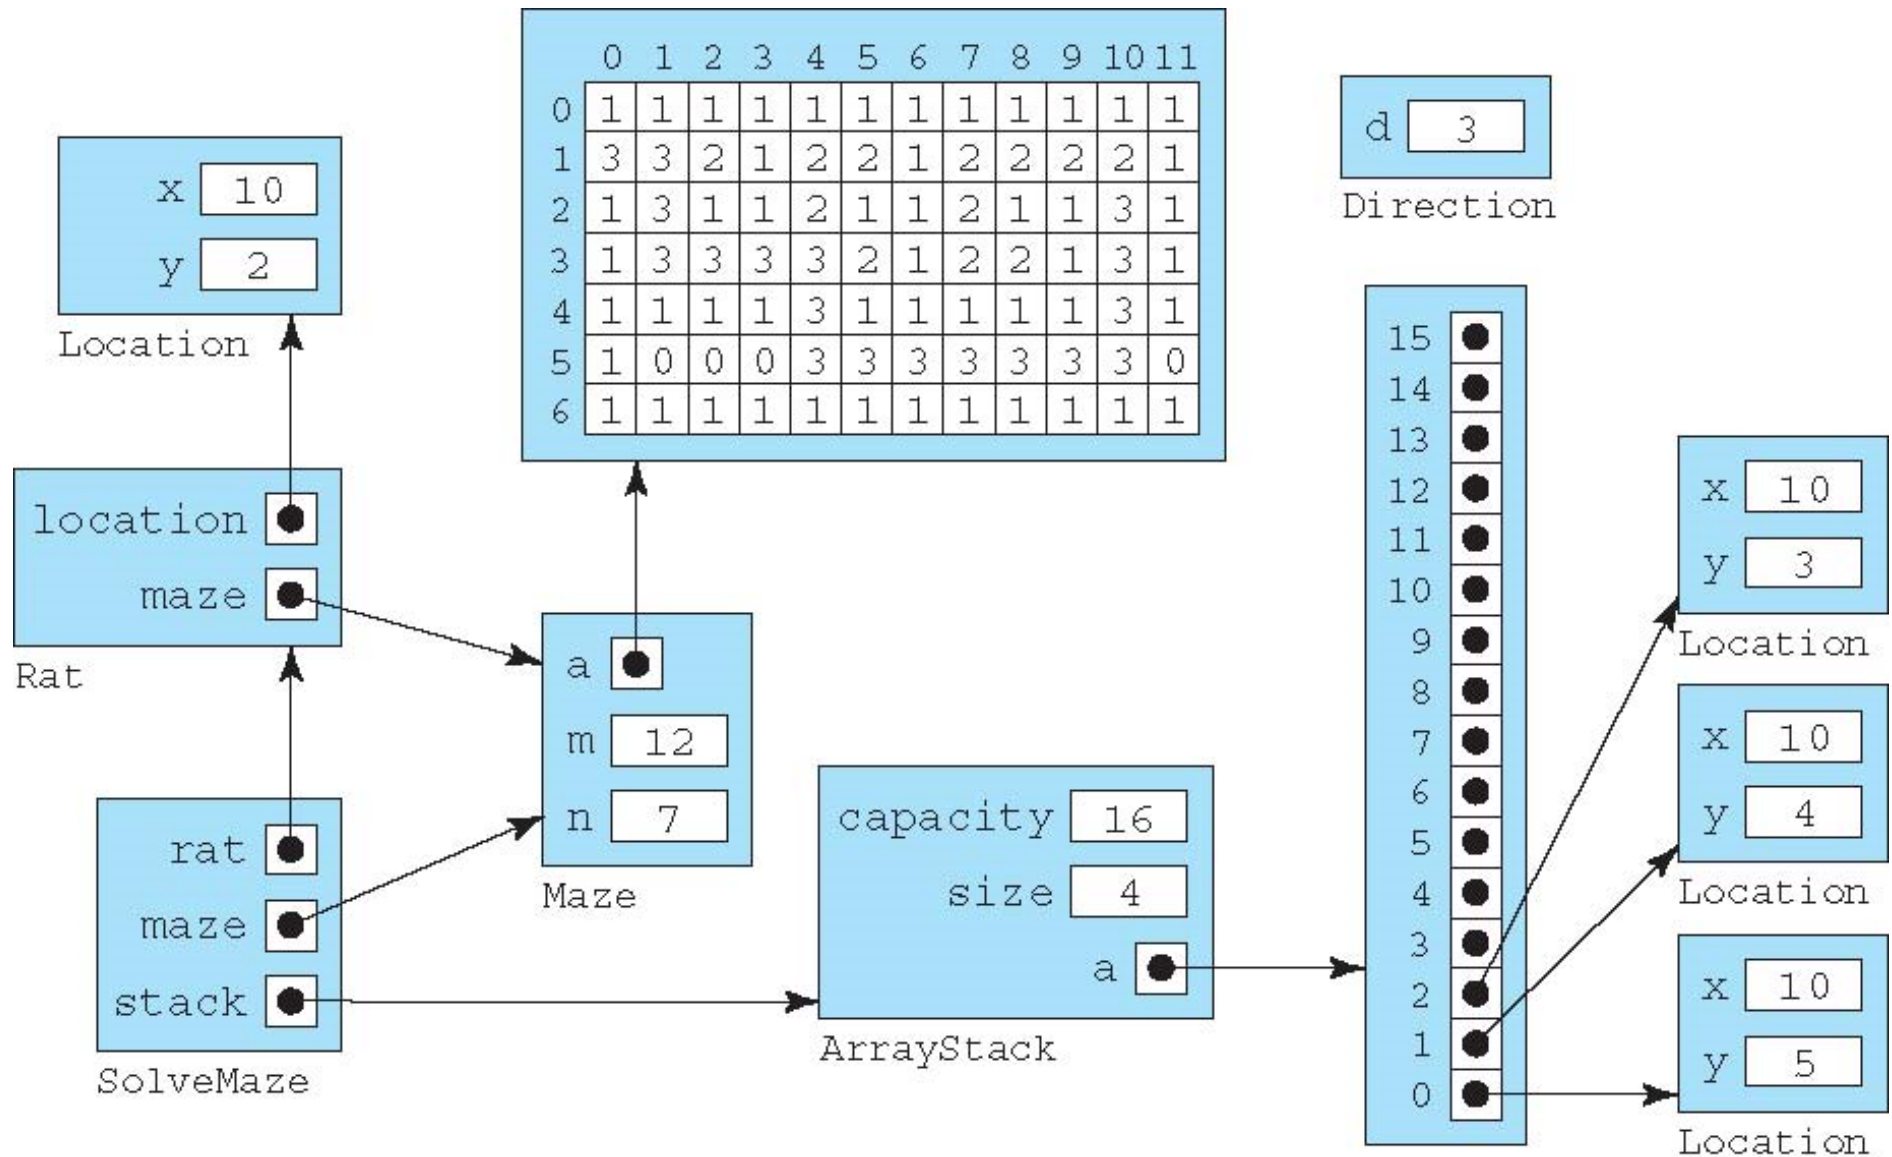 0 1 2 3 4 5 6 7 8 9 10 11
0 1 1 1 1 1 1 1 1 1 1 1 1
1 3 3 2 1 2 2 1 2 2 2 2 1
2 1 3 1 1 2 1 1 2 1 1 3 1
3 1 3 3 3 3 2 1 2 2 1 3 1
4 1 1 1 1 3 1 1 1 1 1 3 1
5 1 0 0 0 3 3 3 3 3 3 3 0
6 1 1 1 1 1 1 1 1 1 1 1 1
d 3
Direction
x 10
y 2
Location
location
maze
Rat
a
m 12
n 7
Maze
rat
maze
stack
SolveMaze
capacity 16
size 4
a
ArrayStack
15
14
13
12
11
10
9
8
7
6
5
4
3
2
1
0
x 10
y 3
Location
x 10
y 4
Location
x 10
y 5
Location